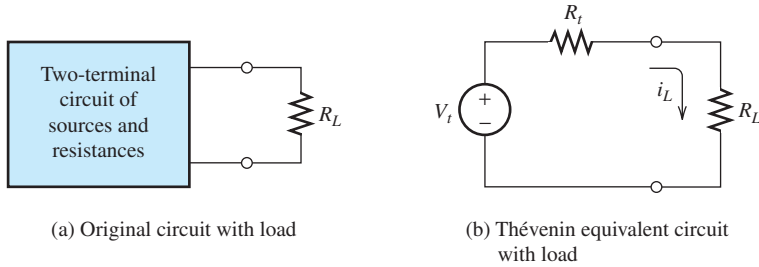 Two-terminal
circuit of
sources and
resistances
R_L
(a) Original circuit with load
R_t
V_t
+
−
i_L
R_L
(b) Thévenin equivalent circuit
with load